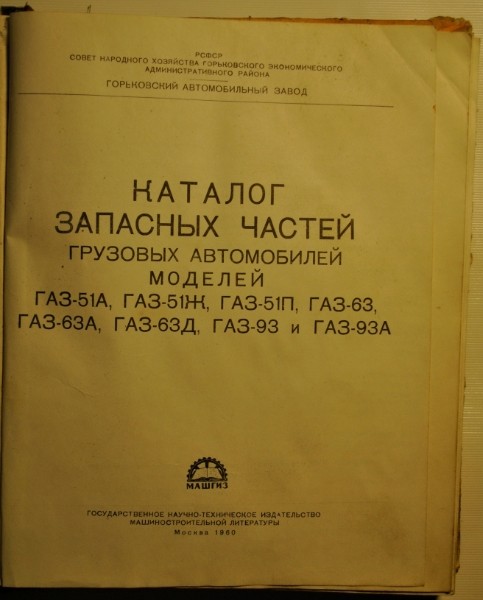 РСФСР
СОВЕТ НАРОДНОГО ХОЗЯЙСТВА ГОРЬКОВСКОГО ЭКОНОМИЧЕСКОГО
АДМИНИСТРАТИВНОГО РАЙОНА
ГОРЬКОВСКИЙ АВТОМОБИЛЬНЫЙ ЗАВОД
КАТАЛОГ
ЗАПАСНЫХ ЧАСТЕЙ
ГРУЗОВЫХ АВТОМОБИЛЕЙ
МОДЕЛЕЙ
ГАЗ-51А, ГАЗ-51Ж, ГАЗ-51П, ГАЗ-63,
ГАЗ-63А, ГАЗ-63Д, ГАЗ-93 и ГАЗ-93А
МАШГИЗ
ГОСУДАРСТВЕННОЕ НАУЧНО-ТЕХНИЧЕСКОЕ ИЗДАТЕЛЬСТВО
МАШИНОСТРОИТЕЛЬНОЙ ЛИТЕРАТУРЫ
Москва 1960